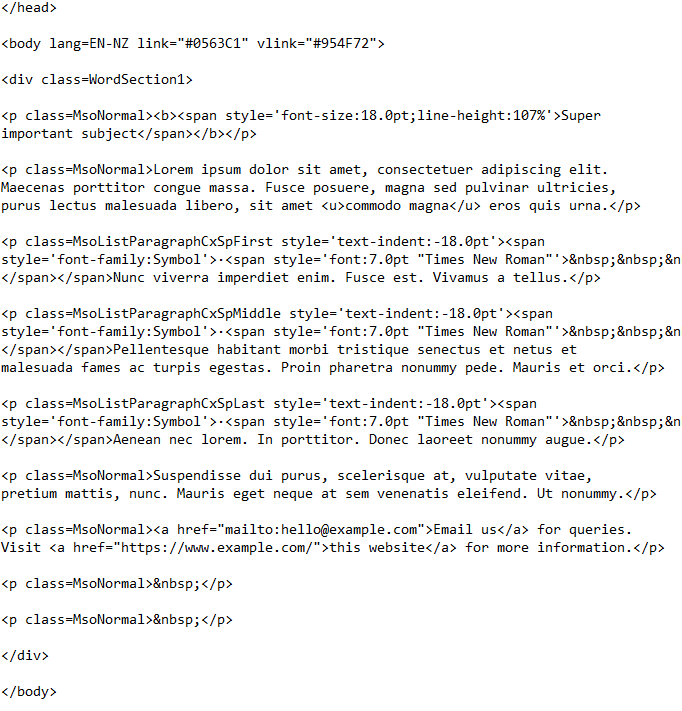 </head>
<body lang=EN-NZ link="#0563C1" vlink="#954F72">
<div class=WordSection1>
<p class=MsoNormal><b><span style='font-size:18.0pt;line-height:107%'>Super
important subject</span></b></p>
<p class=MsoNormal>Lorem ipsum dolor sit amet, consectetuer adipiscing elit.
Maecenas porttitor congue massa. Fusce posuere, magna sed pulvinar ultricies,
purus lectus malesuada libero, sit amet <u>commodo magna</u> eros quis urna.</p>
<p class=MsoListParagraphCxSpFirst style='text-indent:-18.0pt'><span
style='font-family:Symbol'>·<span style='font:7.0pt "Times New Roman"'>&nbsp;&nbsp;&n
</span></span>Nunc viverra imperdiet enim. Fusce est. Vivamus a tellus.</p>
<p class=MsoListParagraphCxSpMiddle style='text-indent:-18.0pt'><span
style='font-family:Symbol'>·<span style='font:7.0pt "Times New Roman"'>&nbsp;&nbsp;&n
</span></span>Pellentesque habitant morbi tristique senectus et netus et
malesuada fames ac turpis egestas. Proin pharetra nonummy pede. Mauris et orci.</p>
<p class=MsoListParagraphCxSpLast style='text-indent:-18.0pt'><span
style='font-family:Symbol'>·<span style='font:7.0pt "Times New Roman"'>&nbsp;&nbsp;&n
</span></span>Aenean nec lorem. In porttitor. Donec laoreet nonummy augue.</p>
<p class=MsoNormal>Suspendisse dui purus, scelerisque at, vulputate vitae,
pretium mattis, nunc. Mauris eget neque at sem venenatis eleifend. Ut nonummy.</p>
<p class=MsoNormal><a href="mailto:hello@example.com">Email us</a> for queries.
Visit <a href="https://www.example.com/">this website</a> for more information.</p>
<p class=MsoNormal>&nbsp;</p>
<p class=MsoNormal>&nbsp;</p>
</div>
</body>